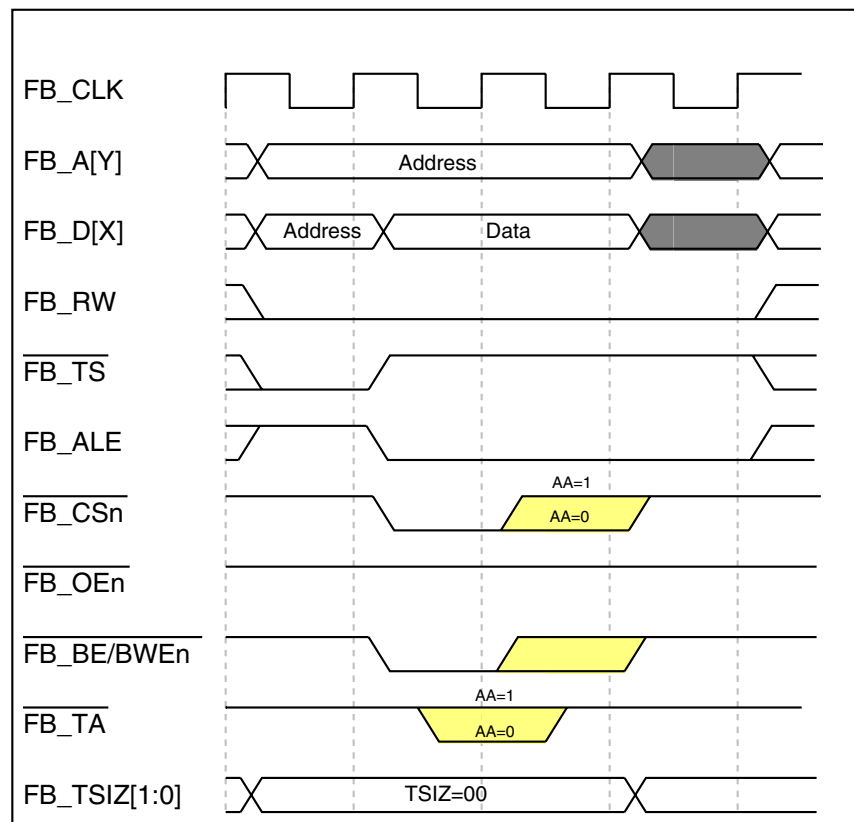 FB_CLK
FB_A[Y] Address
FB_D[X] Address Data
FB_RW
FB_TS
FB_ALE
AA=1
FB_CSn AA=0
FB_OEn
FB_BE/BWEn
AA=1
FB_TA AA=0
FB_TSIZ[1:0] TSIZ=00